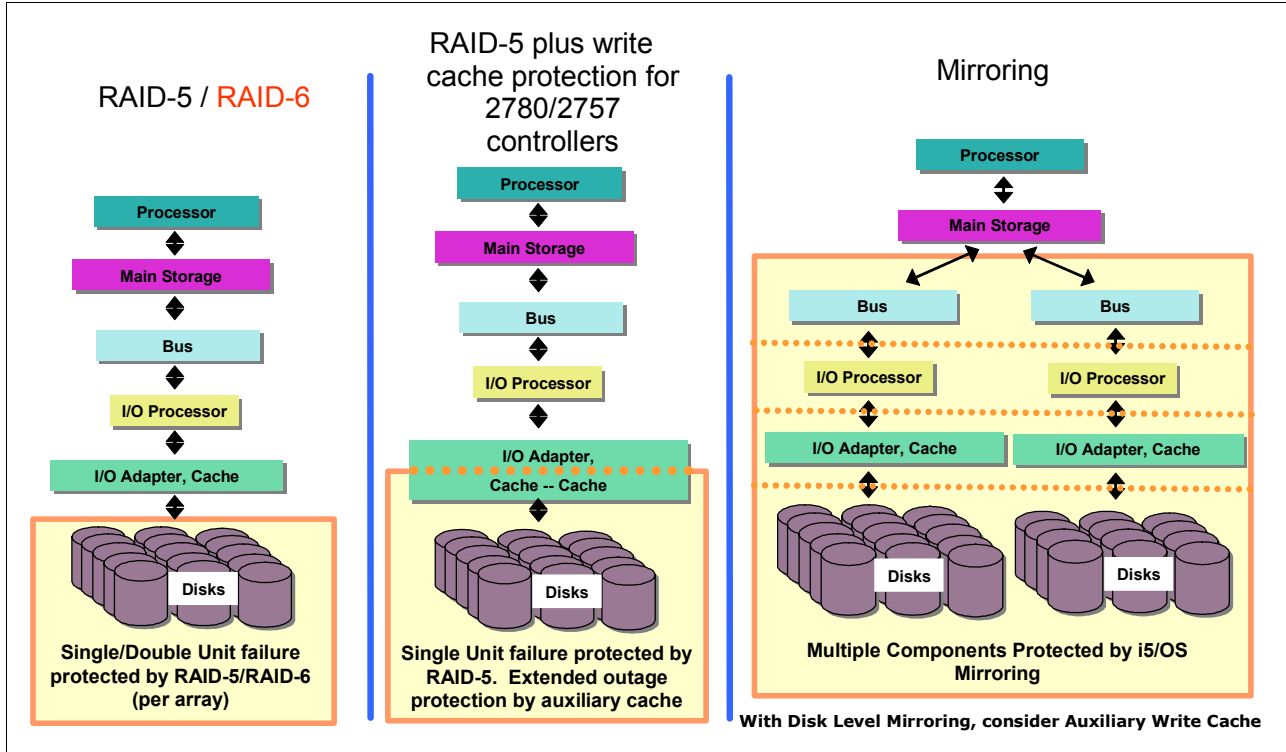 RAID-5 / RAID-6
Processor
Main Storage
Bus
I/O Processor
I/O Adapter, Cache
Disks
Single/Double Unit failure
protected by RAID-5/RAID-6
(per array)
RAID-5 plus write
cache protection for
2780/2757
controllers
Processor
Main Storage
Bus
I/O Processor
I/O Adapter,
Cache -- Cache
Disks
Single Unit failure protected by
RAID-5.  Extended outage
protection by auxiliary cache
Mirroring
Processor
Main Storage
Bus
Bus
I/O Processor
I/O Processor
I/O Adapter, Cache
I/O Adapter, Cache
Disks
Disks
Multiple Components Protected by i5/OS
Mirroring
With Disk Level Mirroring, consider Auxiliary Write Cache